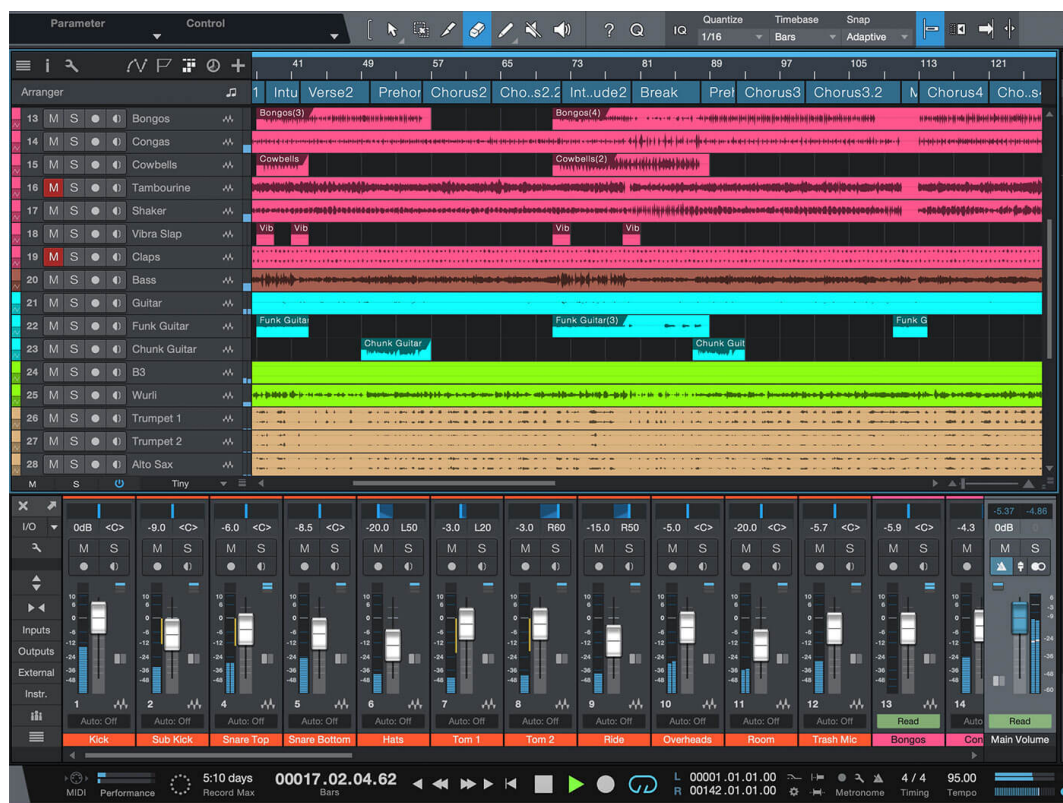 Parameter Control
? Q IQ Quantize Timebase Snap
1/16 Bars Adaptive
41 49 57 65 73 81 89 97 105 113 121
Arranger 1 Intu Verse2 Prehor Chorus2 Cho..s2.2 Int..ude2 Break Preh Chorus3 Chorus3.2 Chorus4 Cho..s4
13 M S Bongos Bongos(3) Bongos(4)
14 M S Congas
15 M S Cowbells Cowbells Cowbells(2)
16 M S Tambourine
17 M S Shaker
18 M S Vibra Slap Vib Vib Vib Vib
19 M S Claps
20 M S Bass
21 M S Guitar
22 M S Funk Guitar Funk Guita Funk Guitar(3) Funk G
23 M S Chunk Guitar Chunk Guitar Chunk Guit
24 M S B3
25 M S Wurli
26 M S Trumpet 1
27 M S Trumpet 2
28 M S Alto Sax
M S Tiny
-5.37 -4.86
I/O 0dB <C> -9.0 <C> -6.0 <C> -8.5 <C> -20.0 L50 -3.0 L20 -3.0 R60 -15.0 R50 -5.0 <C> -20.0 <C> -5.7 <C> -5.9 <C> -4.3 0dB
M S M S M S M S M S M S M S M S M S M S M S M S M M S
Inputs
Outputs
External
Instr.
1 2 4 5 6 7 8 9 10 11 12 13 14
Auto: Off Auto: Off Auto: Off Auto: Off Auto: Off Auto: Off Auto: Off Auto: Off Auto: Off Auto: Off Auto: Off Read Auto Read
Kick Sub Kick Snare Top Snare Bottom Hats Tom 1 Tom 2 Ride Overheads Room Trash Mic Bongos Con Main Volume
MIDI Performance 5:10 days Record Max 00017.02.04.62 Bars L 00001.01.01.00 R 00142.01.01.00 Metronome 4 / 4 Timing 95.00 Tempo